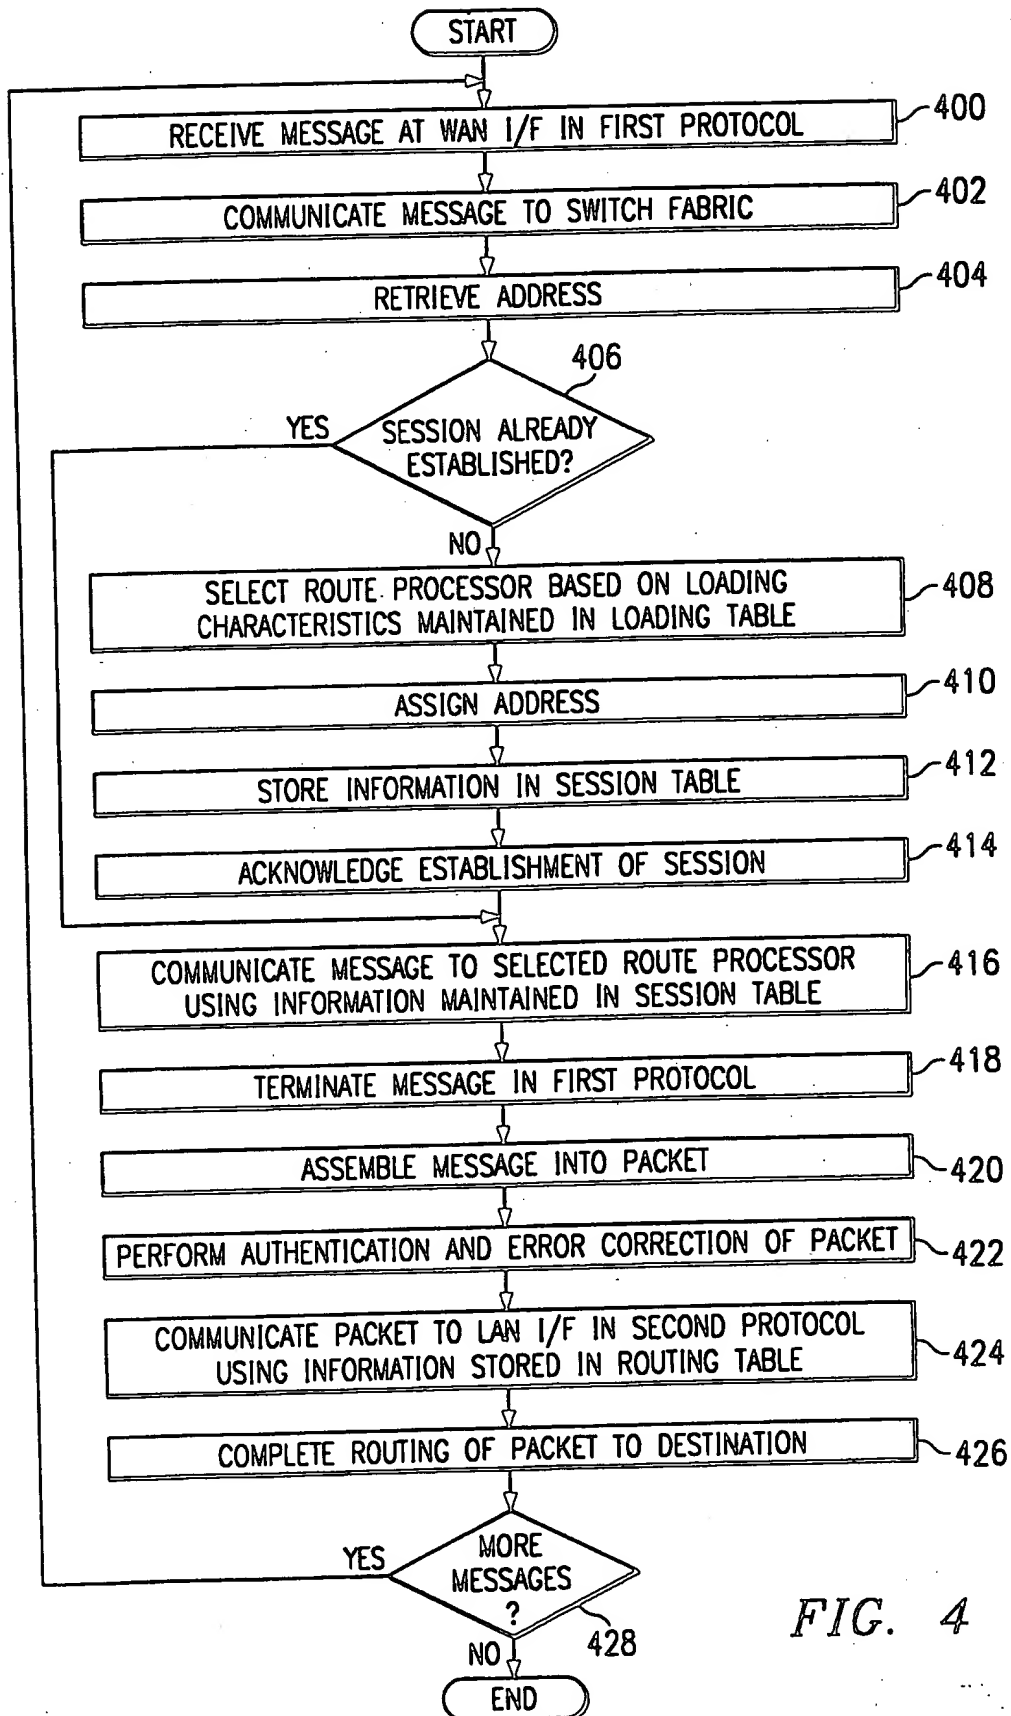 START
RECEIVE MESSAGE AT WAN I/F IN FIRST PROTOCOL
400
COMMUNICATE MESSAGE TO SWITCH FABRIC
402
RETRIEVE ADDRESS
404
406
YES
SESSION ALREADY
ESTABLISHED?
NO
SELECT ROUTE PROCESSOR BASED ON LOADING
CHARACTERISTICS MAINTAINED IN LOADING TABLE
408
ASSIGN ADDRESS
410
STORE INFORMATION IN SESSION TABLE
412
ACKNOWLEDGE ESTABLISHMENT OF SESSION
414
COMMUNICATE MESSAGE TO SELECTED ROUTE PROCESSOR
USING INFORMATION MAINTAINED IN SESSION TABLE
416
TERMINATE MESSAGE IN FIRST PROTOCOL
418
ASSEMBLE MESSAGE INTO PACKET
420
PERFORM AUTHENTICATION AND ERROR CORRECTION OF PACKET
422
COMMUNICATE PACKET TO LAN I/F IN SECOND PROTOCOL
USING INFORMATION STORED IN ROUTING TABLE
424
COMPLETE ROUTING OF PACKET TO DESTINATION
426
YES
MORE
MESSAGES
?
428
NO
END
FIG. 4